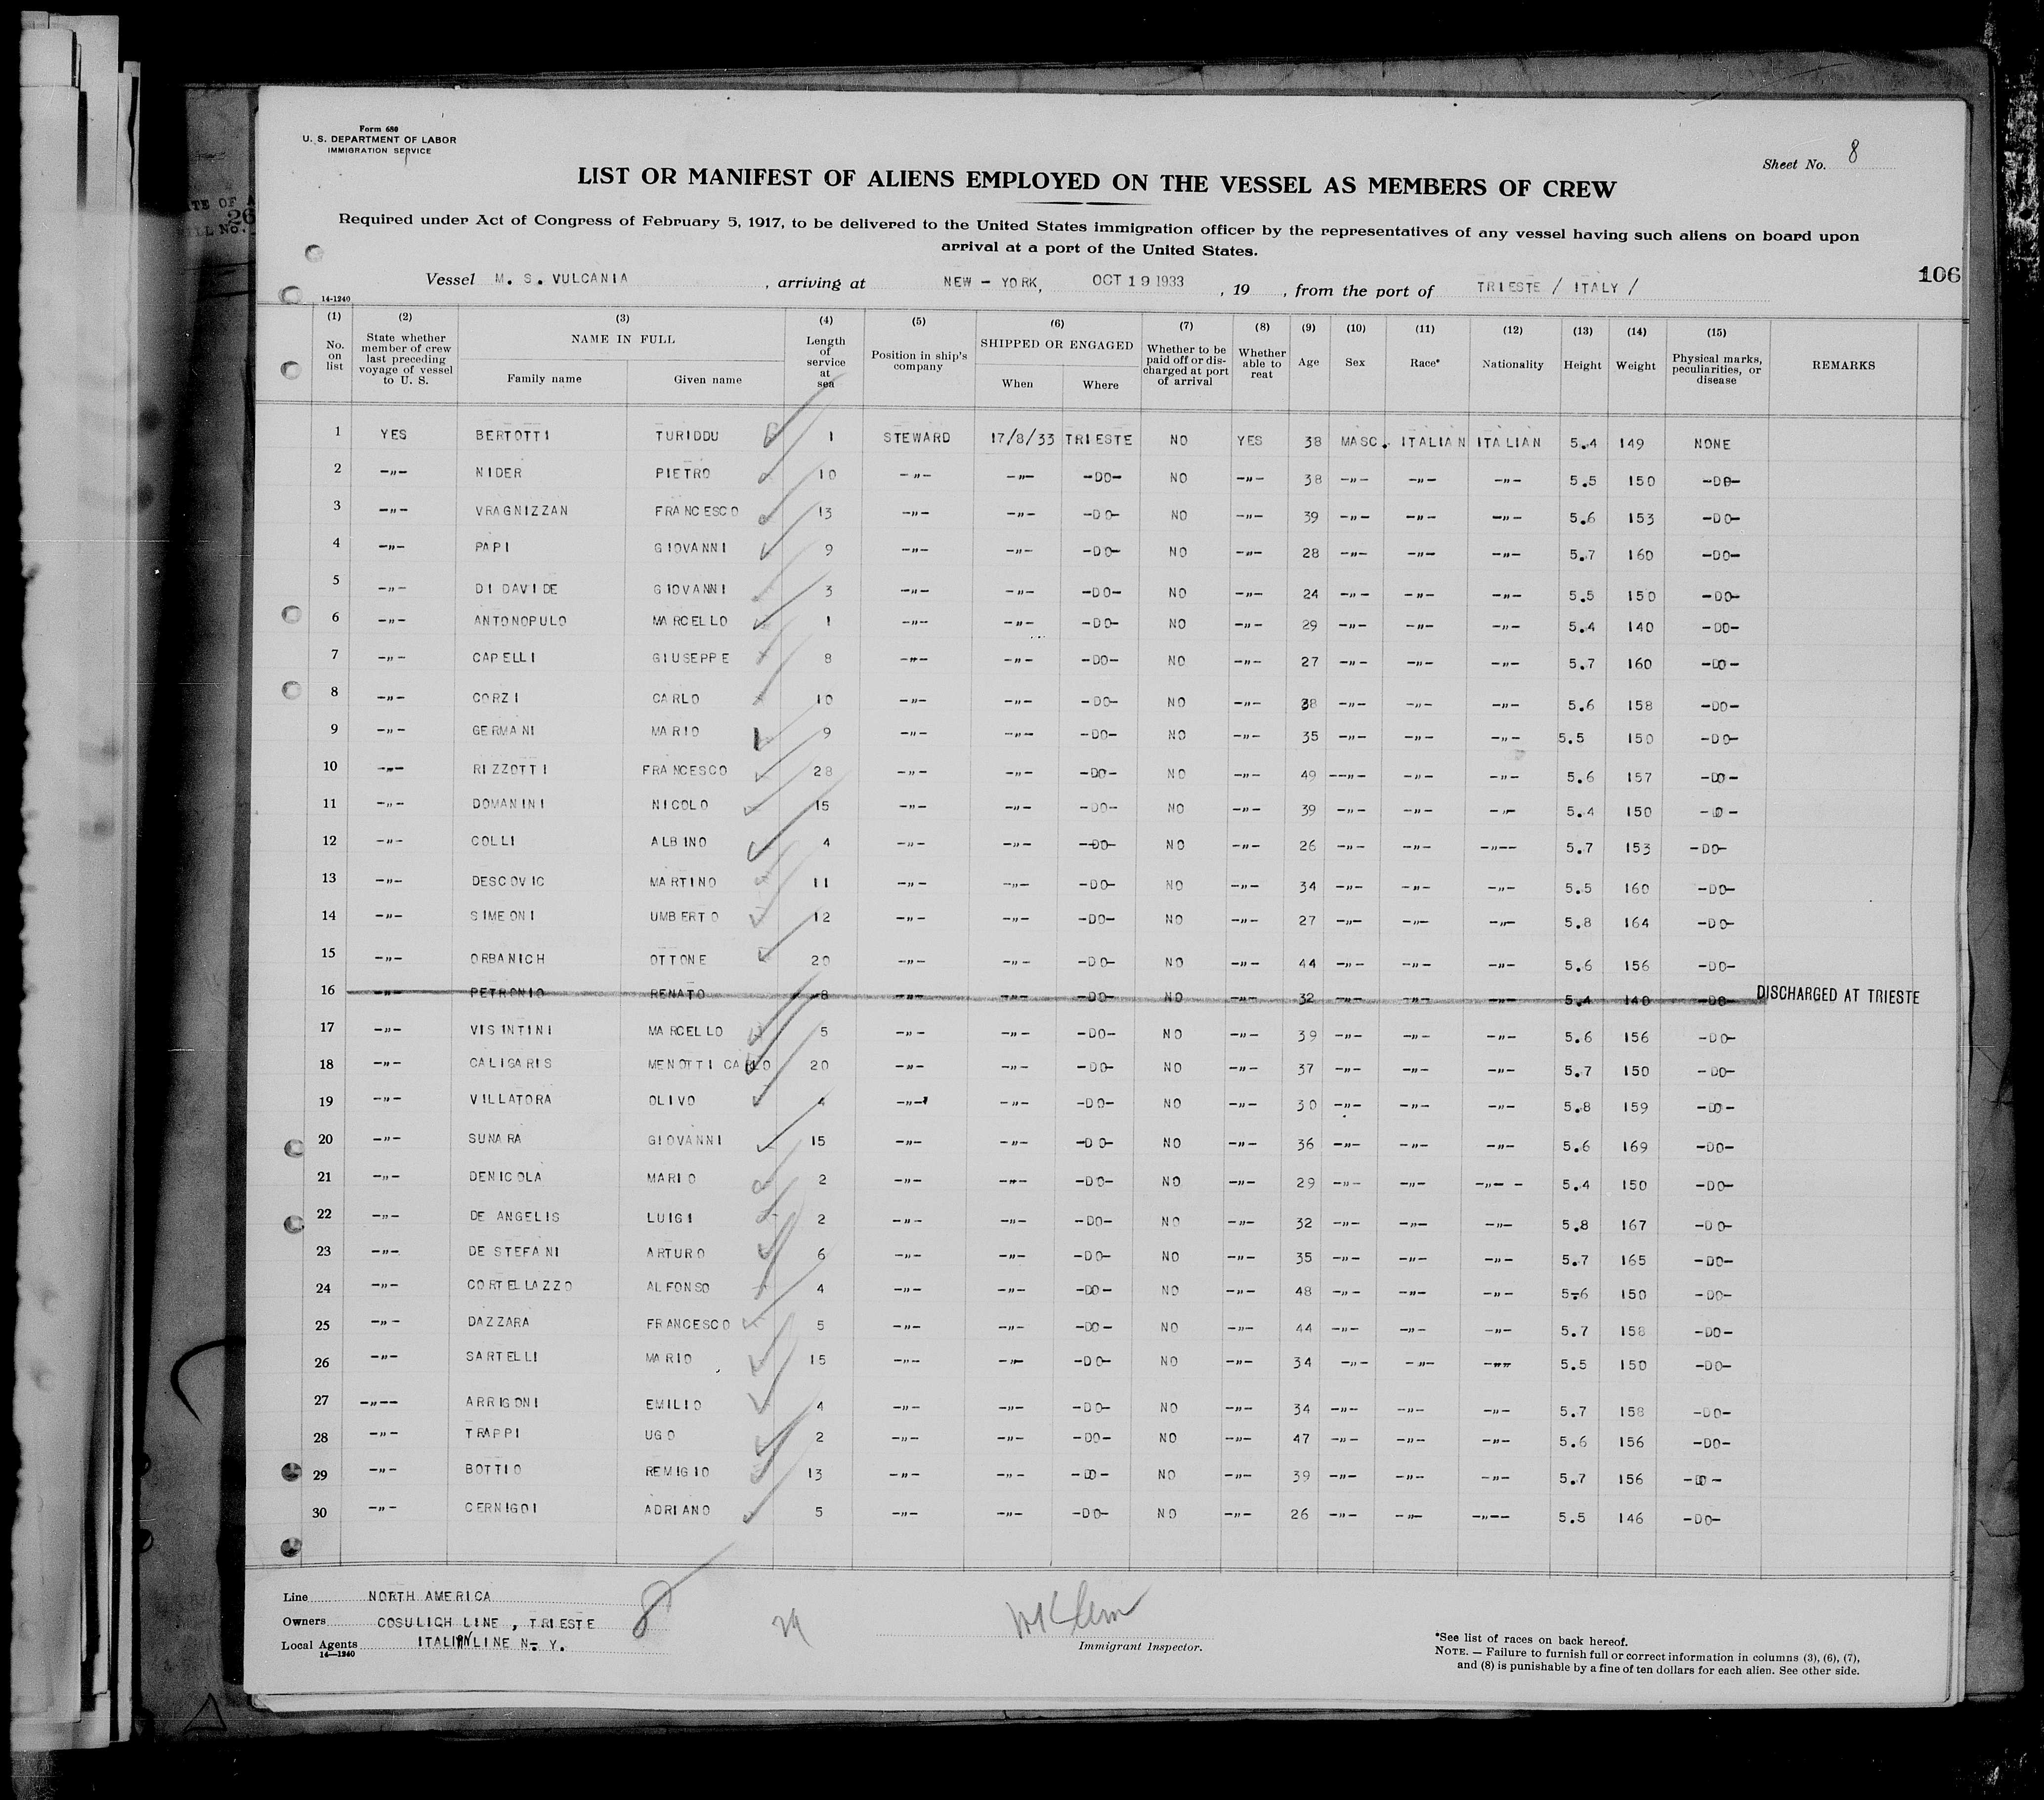 Form 680
U. S. DEPARTMENT OF LABOR
IMMIGRATION SERVICE
Sheet No. 8
LIST OR MANIFEST OF ALIENS EMPLOYED ON THE VESSEL AS MEMBERS OF CREW
Required under Act of Congress of February 5, 1917, to be delivered to the United States immigration officer by the representatives of any vessel having such aliens on board upon
arrival at a port of the United States.
106
Vessel M. S. VULCANIA , arriving at NEW - YORK, OCT 19 1933 , 19 , from the port of TRIESTE / ITALY /
14-1240
(1) (2) (3) (4) (5) (6) (7) (8) (9) (10) (11) (12) (13) (14) (15)
No. on list State whether member of crew last preceding voyage of vessel to U. S. NAME IN FULL Family name Given name Length of service at sea Position in ship's company SHIPPED OR ENGAGED When Where Whether to be paid off or discharged at port of arrival Whether able to reat Age Sex Race* Nationality Height Weight Physical marks, peculiarities, or disease REMARKS
1 YES BERTOTTI TURIDDU 1 STEWARD 17/8/33 TRIESTE NO YES 38 MASC. ITALIAN ITALIAN 5.4 149 NONE
2 -"- NIDER PIETRO 10 -"- -"- -DO- NO -"- 38 -"- -"- -"- 5.5 150 -DO-
3 -"- VRAGNIZZAN FRANCESCO 13 -"- -"- -DO- NO -"- 39 -"- -"- -"- 5.6 153 -DO-
4 -"- PAPI GIOVANNI 9 -"- -"- -DO- NO -"- 28 -"- -"- -"- 5.7 160 -DO-
5 -"- DI DAVIDE GIOVANNI 3 -"- -"- -DO- NO -"- 24 -"- -"- -"- 5.5 150 -DO-
6 -"- ANTONOPULO MARCELLO 1 -"- -"- -DO- NO -"- 29 -"- -"- -"- 5.4 140 -DO-
7 -"- CAPELLI GIUSEPPE 8 -"- -"- -DO- NO -"- 27 -"- -"- -"- 5.7 160 -DO-
8 -"- CORZI CARLO 10 -"- -"- -DO- NO -"- 38 -"- -"- -"- 5.6 158 -DO-
9 -"- GERMANI MARIO 9 -"- -"- -DO- NO -"- 35 -"- -"- -"- 5.5 150 -DO-
10 -"- RIZZOTTI FRANCESCO 28 -"- -"- -DO- NO -"- 49 --"- -"- -"- 5.6 157 -DO-
11 -"- DOMANINI NICOLO 15 -"- -"- -DO- NO -"- 39 -"- -"- -"- 5.4 150 -DO-
12 -"- COLLI ALBINO 4 -"- -"- -DO- NO -"- 26 -"- -"- -"-- 5.7 153 -DO-
13 -"- DESCOVIC MARTINO 11 -"- -"- -DO- NO -"- 34 -"- -"- -"- 5.5 160 -DO-
14 -"- SIMEONI UMBERTO 12 -"- -"- -DO- NO -"- 27 -"- -"- -"- 5.8 164 -DO-
15 -"- ORBANICH OTTONE 20 -"- -"- -DO- NO -"- 44 -"- -"- -"- 5.6 156 -DO-
16 -"- PETRONIO RENATO 8 -"- -"- -DO- NO -"- 32 -"- -"- -"- 5.4 140 -DO- DISCHARGED AT TRIESTE
17 -"- VISINTINI MARCELLO 5 -"- -"- -DO- NO -"- 39 -"- -"- -"- 5.6 156 -DO-
18 -"- CALIGARIS MENOTTI CARLO 20 -"- -"- -DO- NO -"- 37 -"- -"- -"- 5.7 150 -DO-
19 -"- VILLATORA OLIVO 4 -"- -"- -DO- NO -"- 30 -"- -"- -"- 5.8 159 -DO-
20 -"- SUNARA GIOVANNI 15 -"- -"- -DO- NO -"- 36 -"- -"- -"- 5.6 169 -DO-
21 -"- DENICOLA MARIO 2 -"- -"- -DO- NO -"- 29 -"- -"- -"- - 5.4 150 -DO-
22 -"- DE ANGELIS LUIGI 2 -"- -"- -DO- NO -"- 32 -"- -"- -"- 5.8 167 -DO-
23 -"- DE STEFANI ARTURO 6 -"- -"- -DO- NO -"- 35 -"- -"- -"- 5.7 165 -DO-
24 -"- CORTELLAZZO ALFONSO 4 -"- -"- -DO- NO -"- 48 -"- -"- -"- 5-6 150 -DO-
25 -"- DAZZARA FRANCESCO 5 -"- -"- -DO- NO -"- 44 -"- -"- -"- 5.7 158 -DO-
26 -"- SARTELLI MARIO 15 -"- -"- -DO- NO -"- 34 -"- -"- -"- 5.5 150 -DO-
27 -"-- ARRIGONI EMILIO 4 -"- -"- -DO- NO -"- 34 -"- -"- -"- 5.7 158 -DO-
28 -"- TRAPPI UGO 2 -"- -"- -DO- NO -"- 47 -"- -"- -"- 5.6 156 -DO-
29 -"- BOTTIO REMIGIO 13 -"- -"- -DO- NO -"- 39 -"- -"- -"- 5.7 156 -DO-
30 -"- CERNIGOI ADRIANO 5 -"- -"- -DO- NO -"- 26 -"- -"- -"-- 5.5 146 -DO-
Line NORTH AMERICA
Owners COSULICH LINE , TRIESTE
Local Agents ITALIAN LINE N. Y.
14-1240
8
Immigrant Inspector.
*See list of races on back hereof.
NOTE. — Failure to furnish full or correct information in columns (3), (6), (7),
and (8) is punishable by a fine of ten dollars for each alien. See other side.